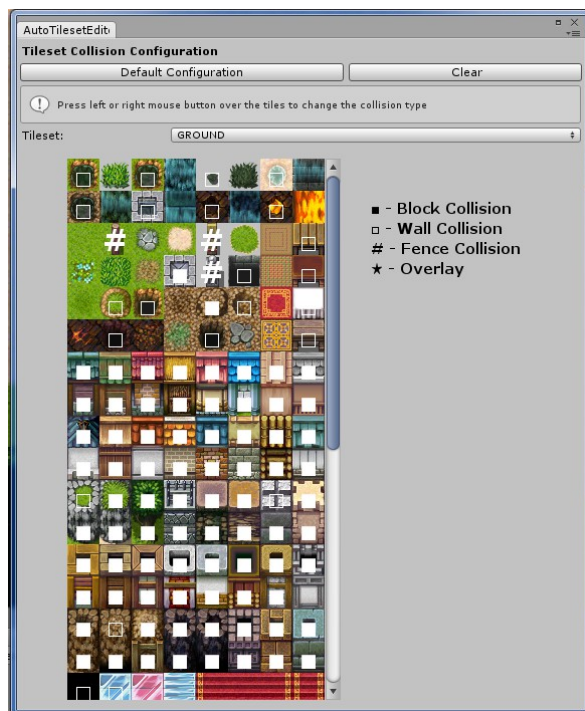 AutoTilesetEdito
Tileset Collision Configuration
Default Configuration
Clear
Press left or right mouse button over the tiles to change the collision type
Tileset:
GROUND
■ - Block Collision
□ - Wall Collision
# - Fence Collision
★ - Overlay